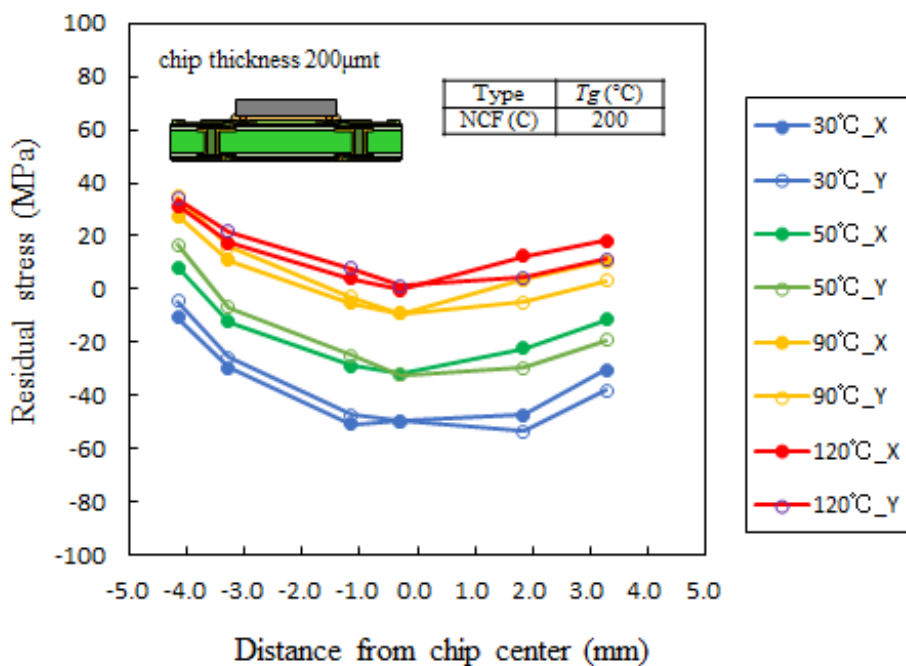 100
80
60
40
20
0
-20
-40
-60
-80
-100
Residual stress (MPa)
chip thickness 200μmt
Type Tg (°C)
NCF (C) 200
-5.0 -4.0 -3.0 -2.0 -1.0 0.0 1.0 2.0 3.0 4.0 5.0
Distance from chip center (mm)
30℃_X
30℃_Y
50℃_X
50℃_Y
90℃_X
90℃_Y
120℃_X
120℃_Y